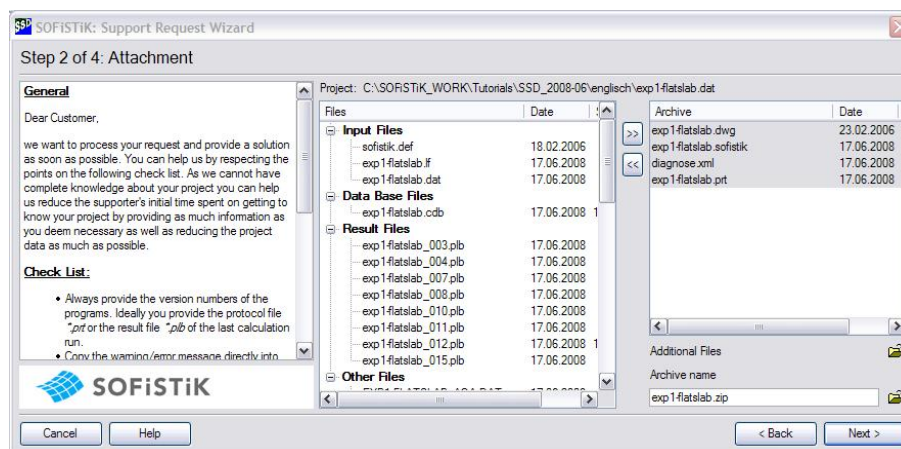 SOFiSTiK: Support Request Wizard
Step 2 of 4: Attachment
General
Dear Customer,
we want to process your request and provide a solution
as soon as possible. You can help us by respecting the
points on the following check list. As we cannot have
complete knowledge about your project you can help
us reduce the supporter's initial time spent on getting to
know your project by providing as much information as
you deem necessary as well as reducing the project
data as much as possible.
Check List:
• Always provide the version numbers of the
programs. Ideally you provide the protocol file
*.prt or the result file *.plb of the last calculation
run.
• Copy the warning/error message directly into
SOFiSTiK
Project: C:\SOFiSTiK_WORK\Tutorials\SSD_2008-06\englisch\exp1-flatslab.dat
Files Date
Input Files
sofistik.def 18.02.2006
exp1-flatslab.lf 17.06.2008
exp1-flatslab.dat 17.06.2008
Data Base Files
exp1-flatslab.cdb 17.06.2008 1
Result Files
exp1-flatslab_003.plb 17.06.2008
exp1-flatslab_004.plb 17.06.2008
exp1-flatslab_007.plb 17.06.2008
exp1-flatslab_008.plb 17.06.2008
exp1-flatslab_010.plb 17.06.2008
exp1-flatslab_011.plb 17.06.2008
exp1-flatslab_012.plb 17.06.2008 1
exp1-flatslab_015.plb 17.06.2008
Other Files
>>
<<
Archive Date
exp1-flatslab.dwg 23.02.2006
exp1-flatslab.sofistik 17.06.2008
diagnose.xml 17.06.2008
exp1-flatslab.prt 17.06.2008
Additional Files
Archive name
exp1-flatslab.zip
Cancel Help < Back Next >